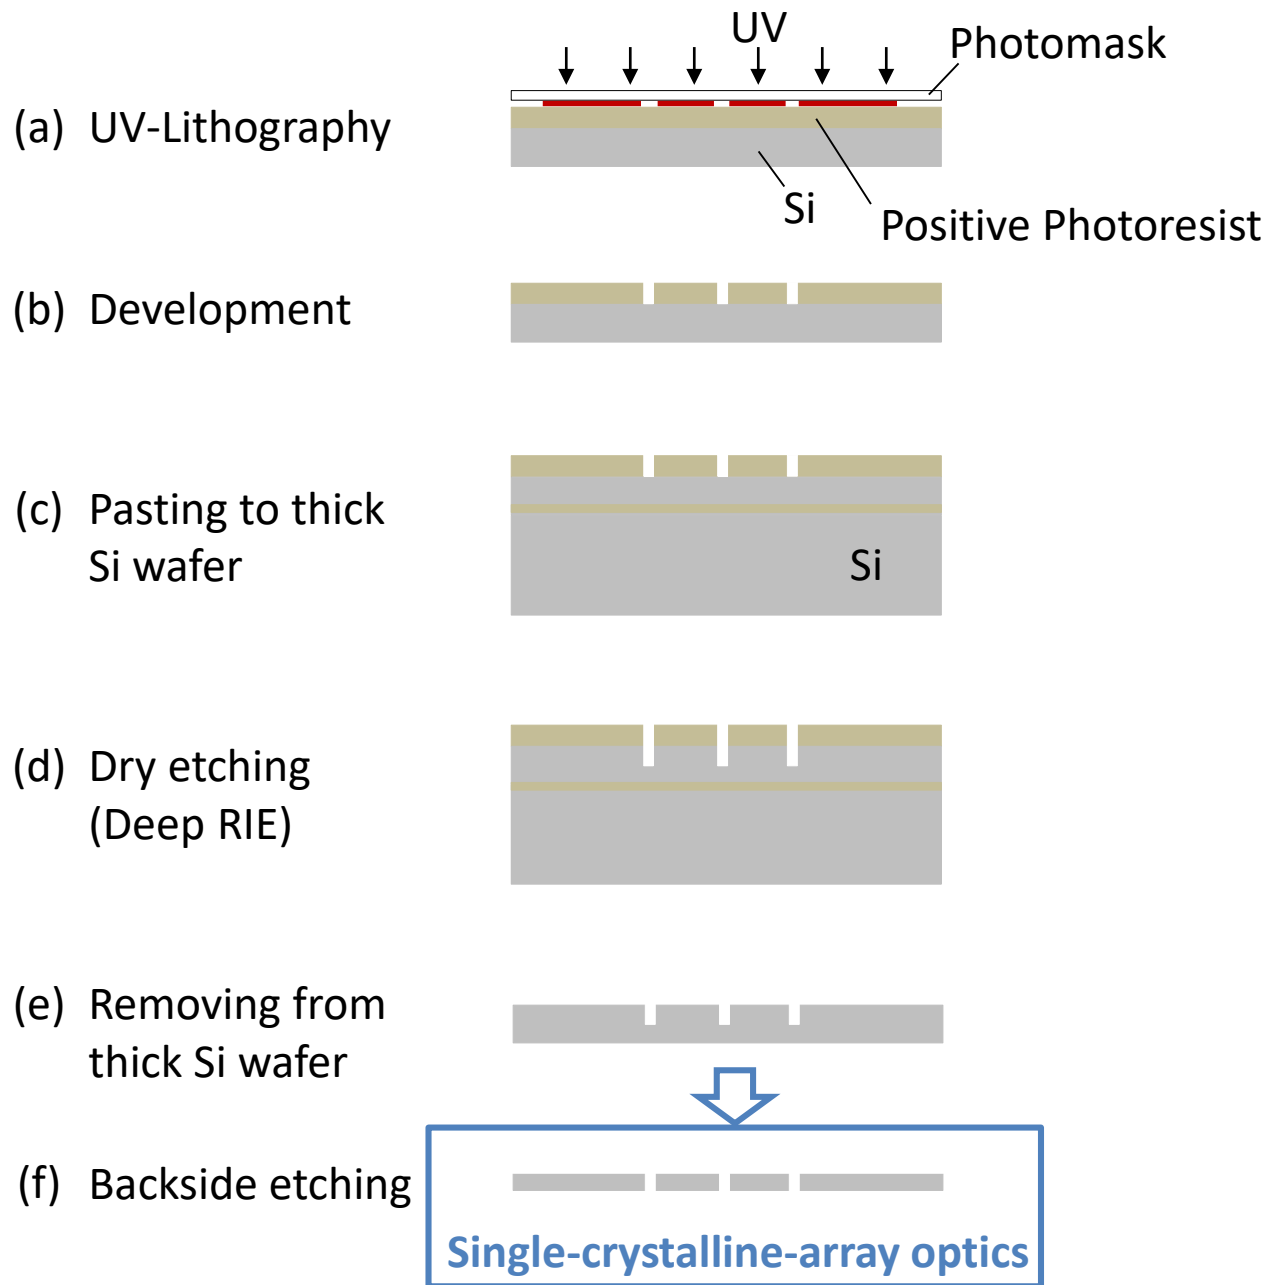 UV
Photomask
(a) UV-Lithography
Si
Positive Photoresist
(b) Development
(c) Pasting to thick
Si wafer
Si
(d) Dry etching
(Deep RIE)
(e) Removing from
thick Si wafer
(f) Backside etching
Single-crystalline-array optics